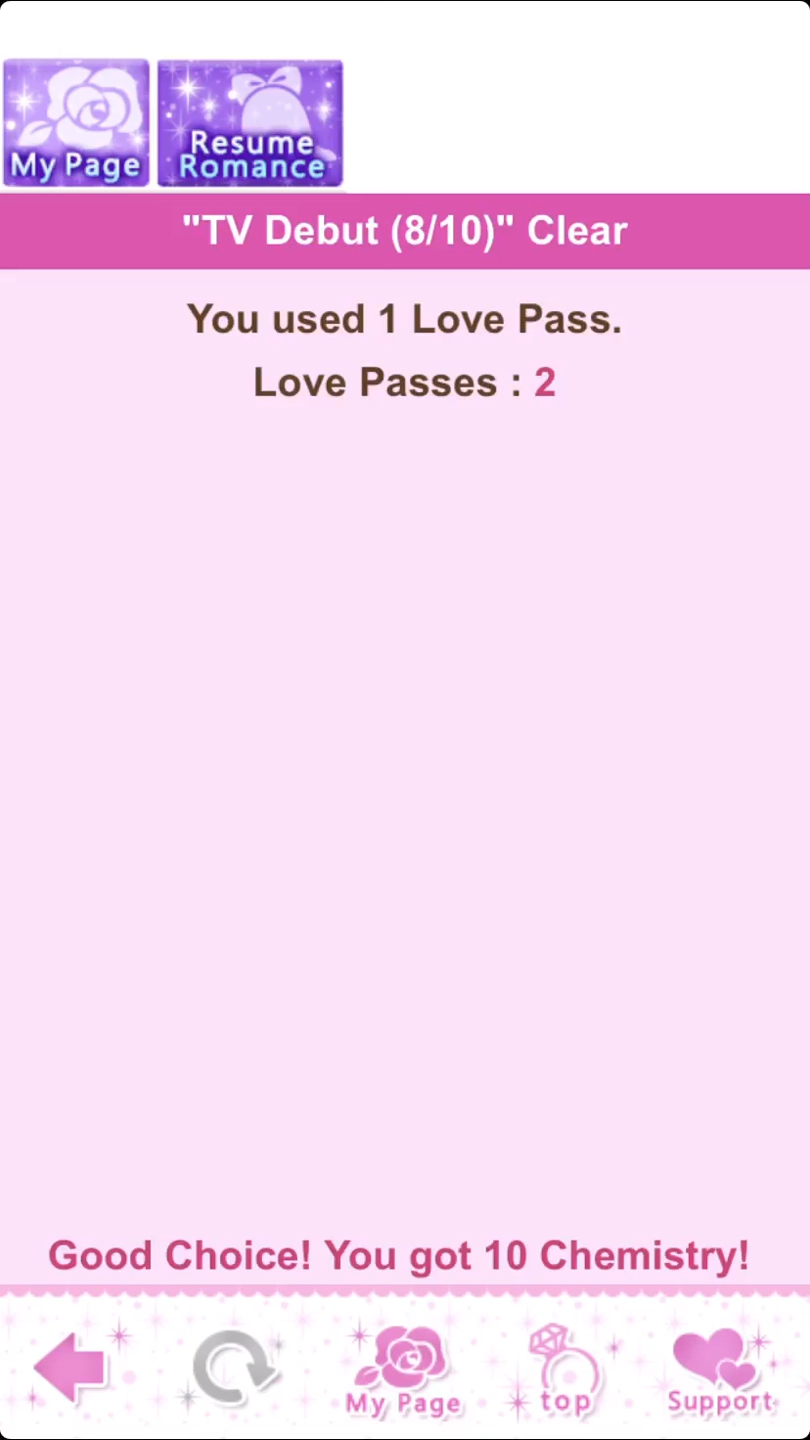 My Page
Resume
Romance
"TV Debut (8/10)" Clear
You used 1 Love Pass.
Love Passes : 2
Good Choice! You got 10 Chemistry!
My Page
top
Support